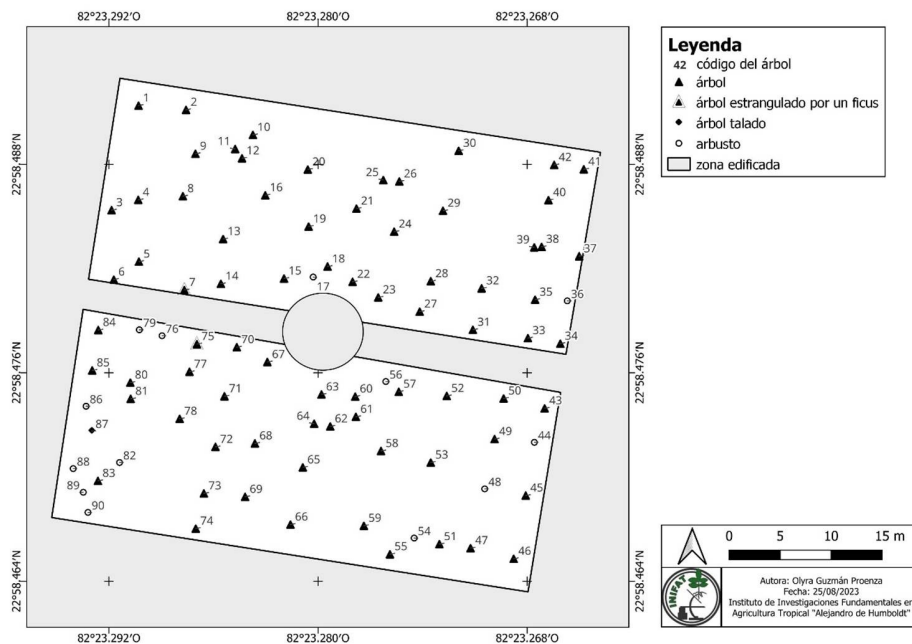 82°23.292'O 82°23.280'O 82°23.268'O
Leyenda
42 código del árbol
árbol
árbol estrangulado por un ficus
árbol talado
arbusto
zona edificada
1 2
10
11
9 12
30
22°58.488'N 22°58.488'N
20 42 41
25 26
4 8 16 40
3 21 29
19 24
13 39 38
37
5 18
6 7 14 15 17 22 28 32
23 35 36
27
31 33 34
84 79 76 75 70
67
22°58.476'N 22°58.476'N
85 77
80 56
81 71 63 60 57 52 50
86 43
78 64 62 61
87
72 68 49 44
58
82 65 53
88
83
89 73 69 48 45
90
74 66 59 54
55 51 47 46
22°58.464'N 22°58.464'N
82°23.292'O 82°23.280'O 82°23.268'O
0 5 10 15 m
INIFAT
Autora: Olyra Guzmán Proenza
Fecha: 25/08/2023
Instituto de Investigaciones Fundamentales en
Agricultura Tropical "Alejandro de Humboldt"